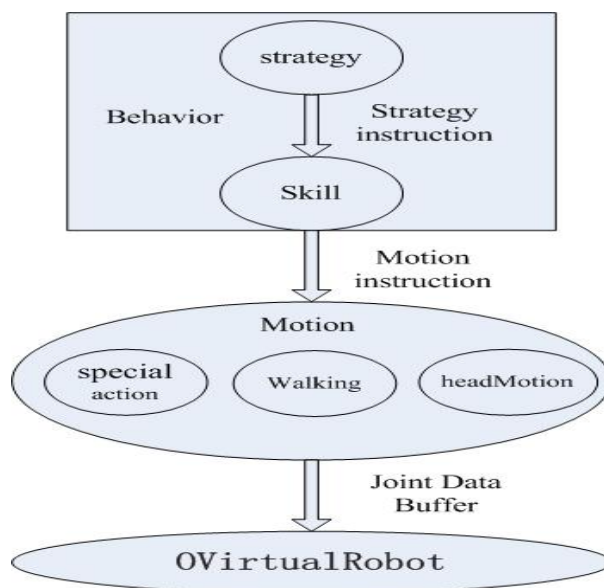 strategy
Behavior
Strategy
instruction
Skill
Motion
instruction
Motion
special
action
Walking
headMotion
Joint Data
Buffer
OVirtualRobot